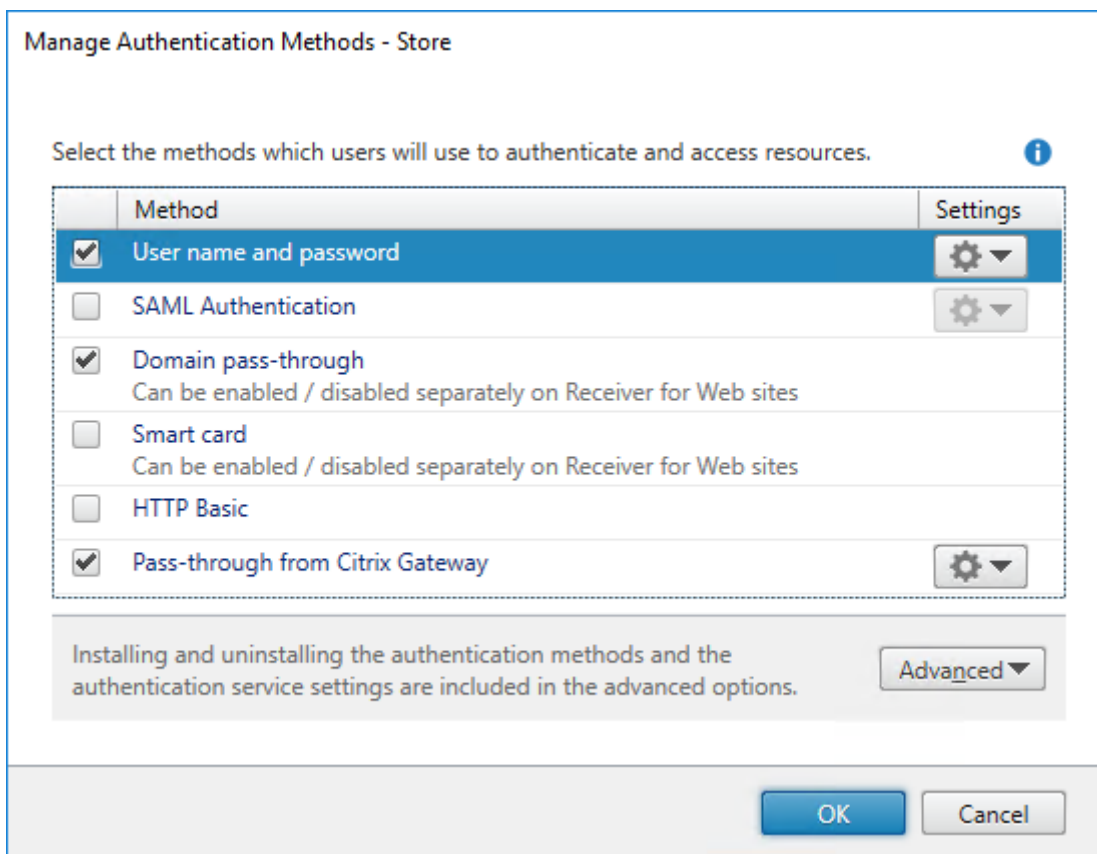 Manage Authentication Methods - Store
Select the methods which users will use to authenticate and access resources.
Method Settings
User name and password
SAML Authentication
Domain pass-through
Can be enabled / disabled separately on Receiver for Web sites
Smart card
Can be enabled / disabled separately on Receiver for Web sites
HTTP Basic
Pass-through from Citrix Gateway
Installing and uninstalling the authentication methods and the
authentication service settings are included in the advanced options.
Advanced
OK Cancel